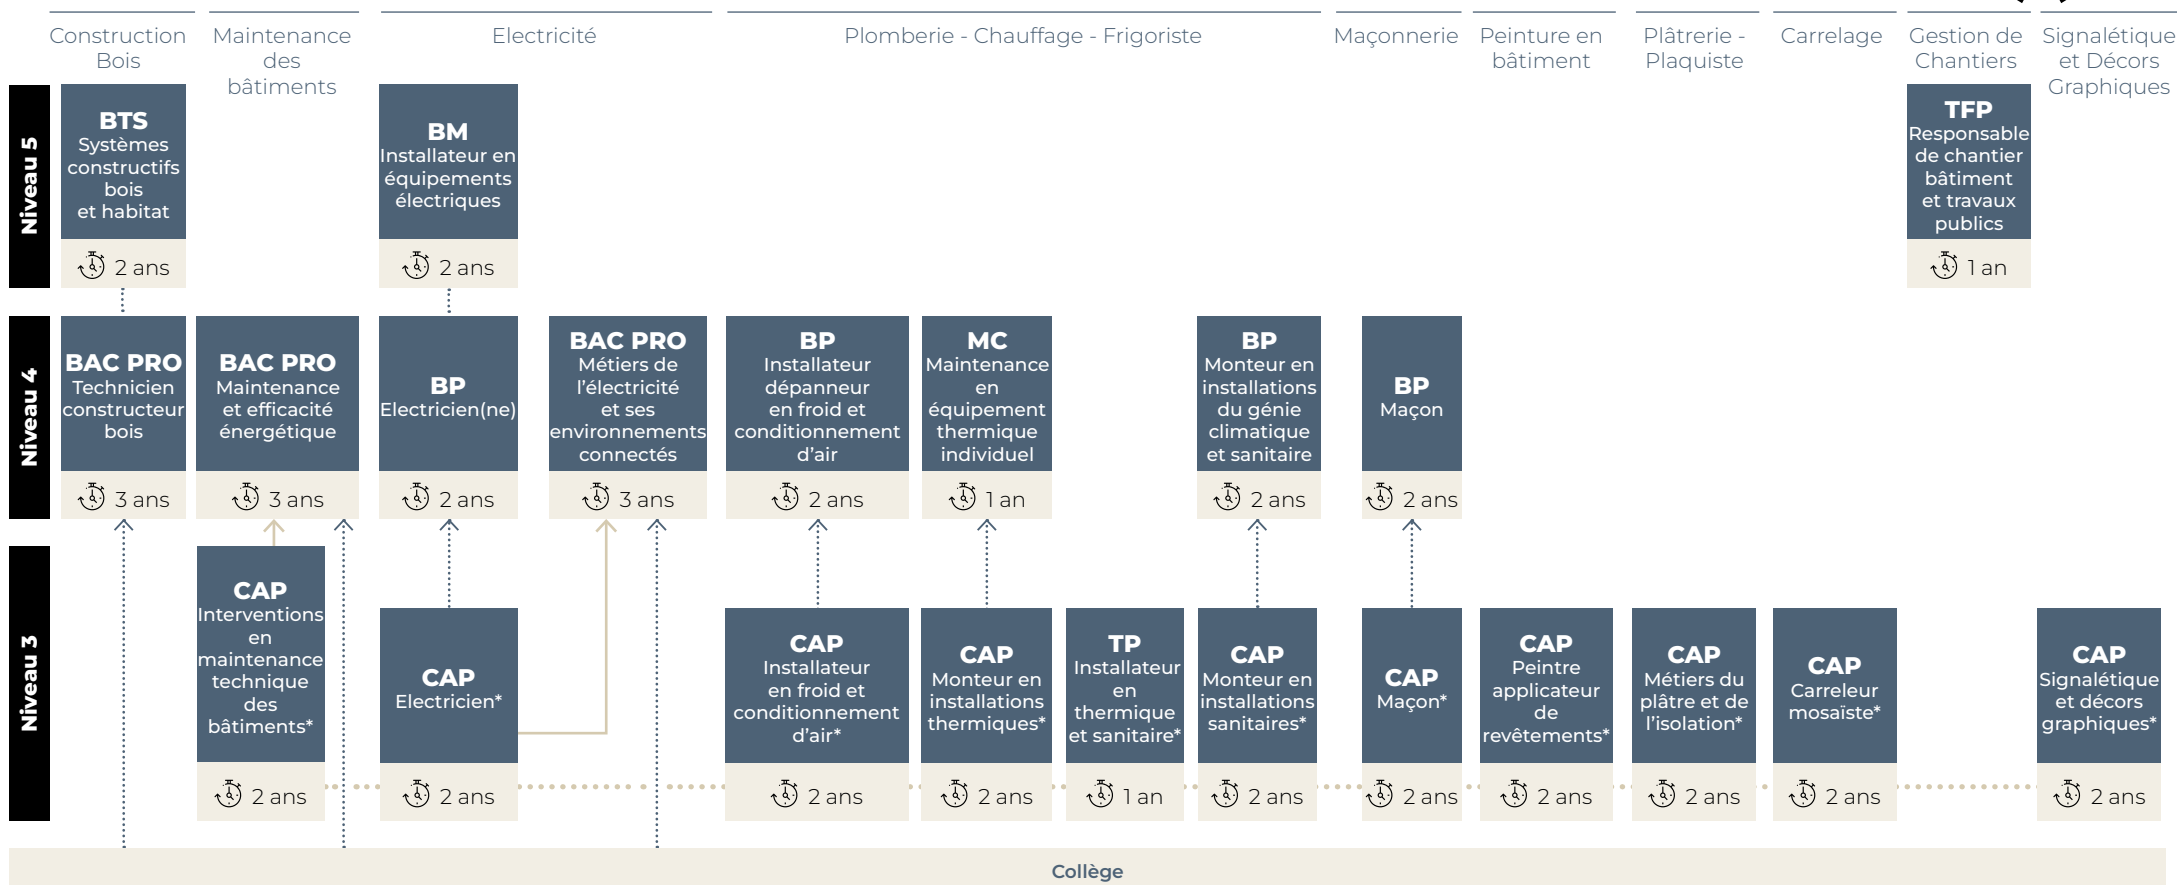 Construction
Bois
Maintenance
des
bâtiments
Electricité
Plomberie - Chauffage - Frigoriste
Maçonnerie
Peinture en
bâtiment
Plâtrerie -
Plaquiste
Carrelage
Gestion de
Chantiers
Signalétique
et Décors
Graphiques
Niveau 5
BTS
Systèmes
constructifs
bois
et habitat
2 ans
BM
Installateur en
équipements
électriques
2 ans
TFP
Responsable
de chantier
bâtiment
et travaux
publics
1 an
Niveau 4
BAC PRO
Technicien
constructeur
bois
3 ans
BAC PRO
Maintenance
et efficacité
énergétique
3 ans
BP
Electricien(ne)
2 ans
BAC PRO
Métiers de
l'électricité
et ses
environnements
connectés
3 ans
BP
Installateur
dépanneur
en froid et
conditionnement
d'air
2 ans
MC
Maintenance
en
équipement
thermique
individuel
1 an
BP
Monteur en
installations
du génie
climatique
et sanitaire
2 ans
BP
Maçon
2 ans
Niveau 3
CAP
Interventions
en
maintenance
technique
des
bâtiments*
2 ans
CAP
Electricien*
2 ans
CAP
Installateur
en froid et
conditionnement
d'air*
2 ans
CAP
Monteur en
installations
thermiques*
2 ans
TP
Installateur
en
thermique
et sanitaire*
1 an
CAP
Monteur en
installations
sanitaires*
2 ans
CAP
Maçon*
2 ans
CAP
Peintre
applicateur
de
revêtements*
2 ans
CAP
Métiers du
plâtre et de
l'isolation*
2 ans
CAP
Carreleur
mosaïste*
2 ans
CAP
Signalétique
et décors
graphiques*
2 ans
Collège